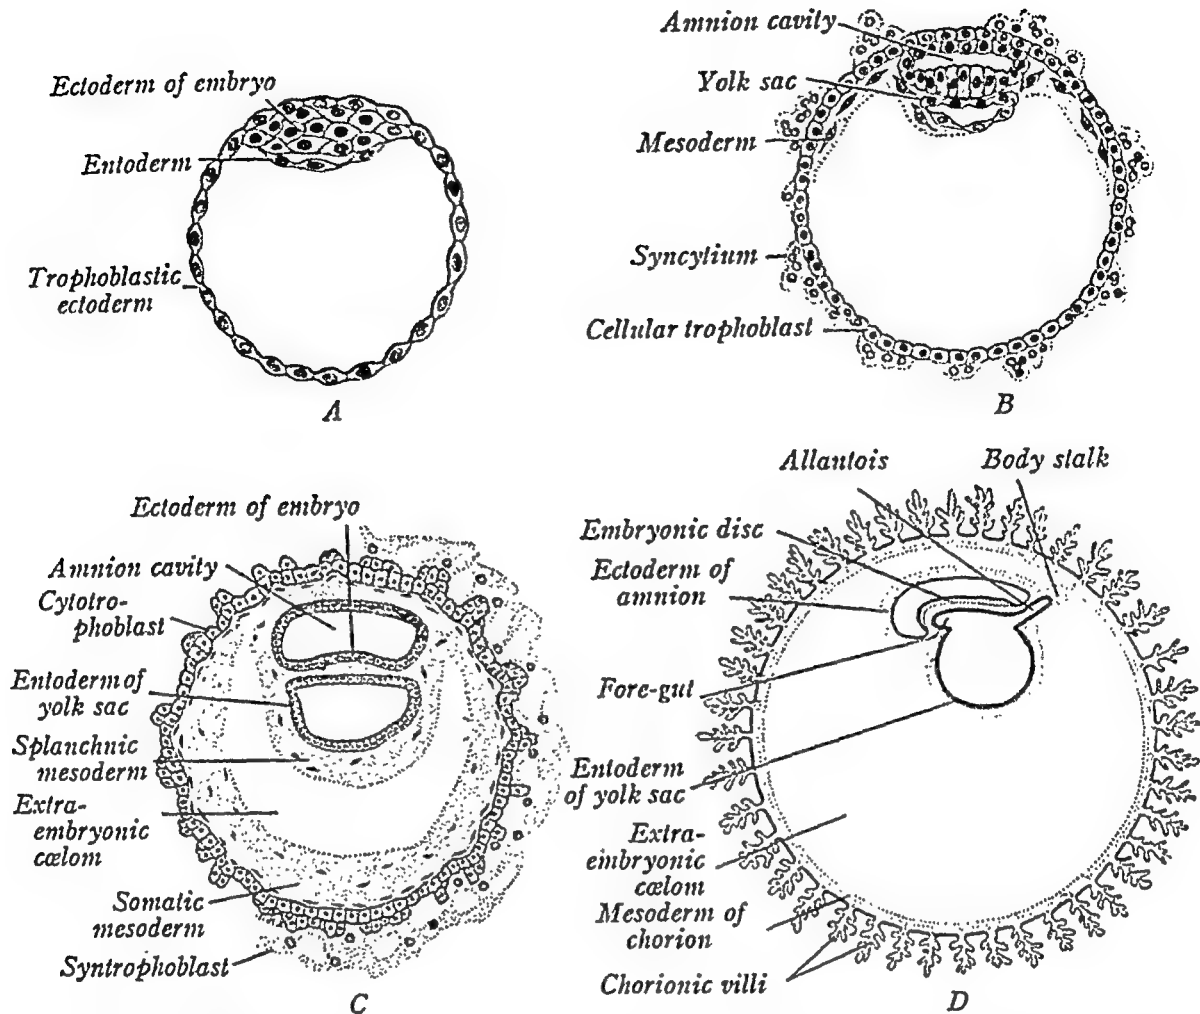 Ectoderm of embryo
Entoderm
Trophoblastic
ectoderm
A
Amnion cavity
Yolk sac
Mesoderm
Syncytium
Cellular trophoblast
B
Ectoderm of embryo
Amnion cavity
Cytotro-
phoblast
Entoderm of
yolk sac
Splanchnic
mesoderm
Extra-
embryonic
cœlom
Somatic
mesoderm
Syntrophoblast
C
Allantois
Body stalk
Embryonic disc
Ectoderm of
amnion
Fore-gut
Entoderm
of yolk sac
Extra-
embryonic
cœlom
Mesoderm of
chorion
Chorionic villi
D